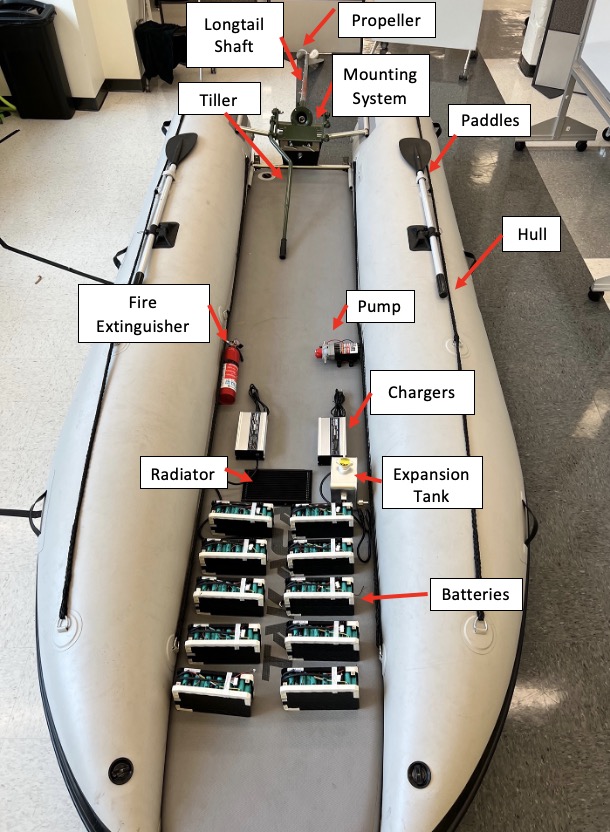 Propeller
Longtail
Shaft
Mounting
System
Tiller
Paddles
Hull
Fire
Extinguisher
Pump
Chargers
Radiator
Expansion
Tank
Batteries